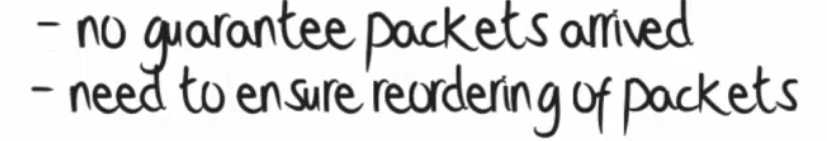 - no guarantee packets arrived
- need to ensure reordering of packets